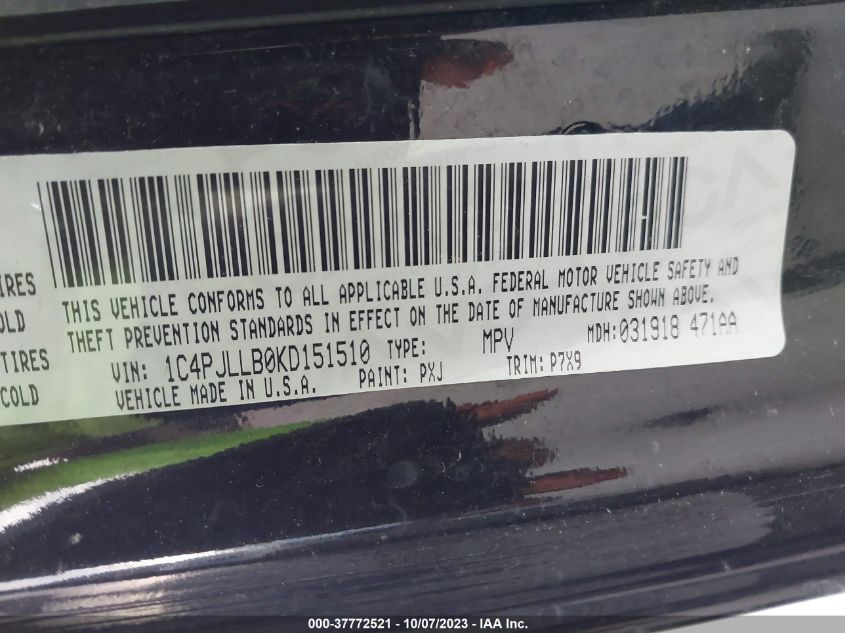 IRES
OLD
TIRES
COLD
THIS VEHICLE CONFORMS TO ALL APPLICABLE U.S.A. FEDERAL MOTOR VEHICLE SAFETY AND
THEFT PREVENTION STANDARDS IN EFFECT ON THE DATE OF MANUFACTURE SHOWN ABOVE.
VIN: 1C4PJLLB0KD151510 TYPE: MPV MDH:031918 471AA
VEHICLE MADE IN U.S.A. PAINT: PXJ TRIM: P7X9
000-37772521 - 10/07/2023 - IAA Inc.